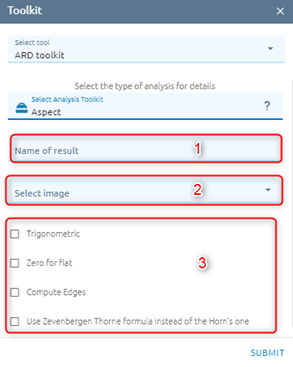 Toolkit
Select tool
ARD toolkit
Select the type of analysis for details
Select Analysis Toolkit
Aspect
?
Name of result
1
Select image
2
Trigonometric
Zero for flat
3
Compute Edges
Use Zevenbergen Thorne formula instead of the Horn's one
SUBMIT